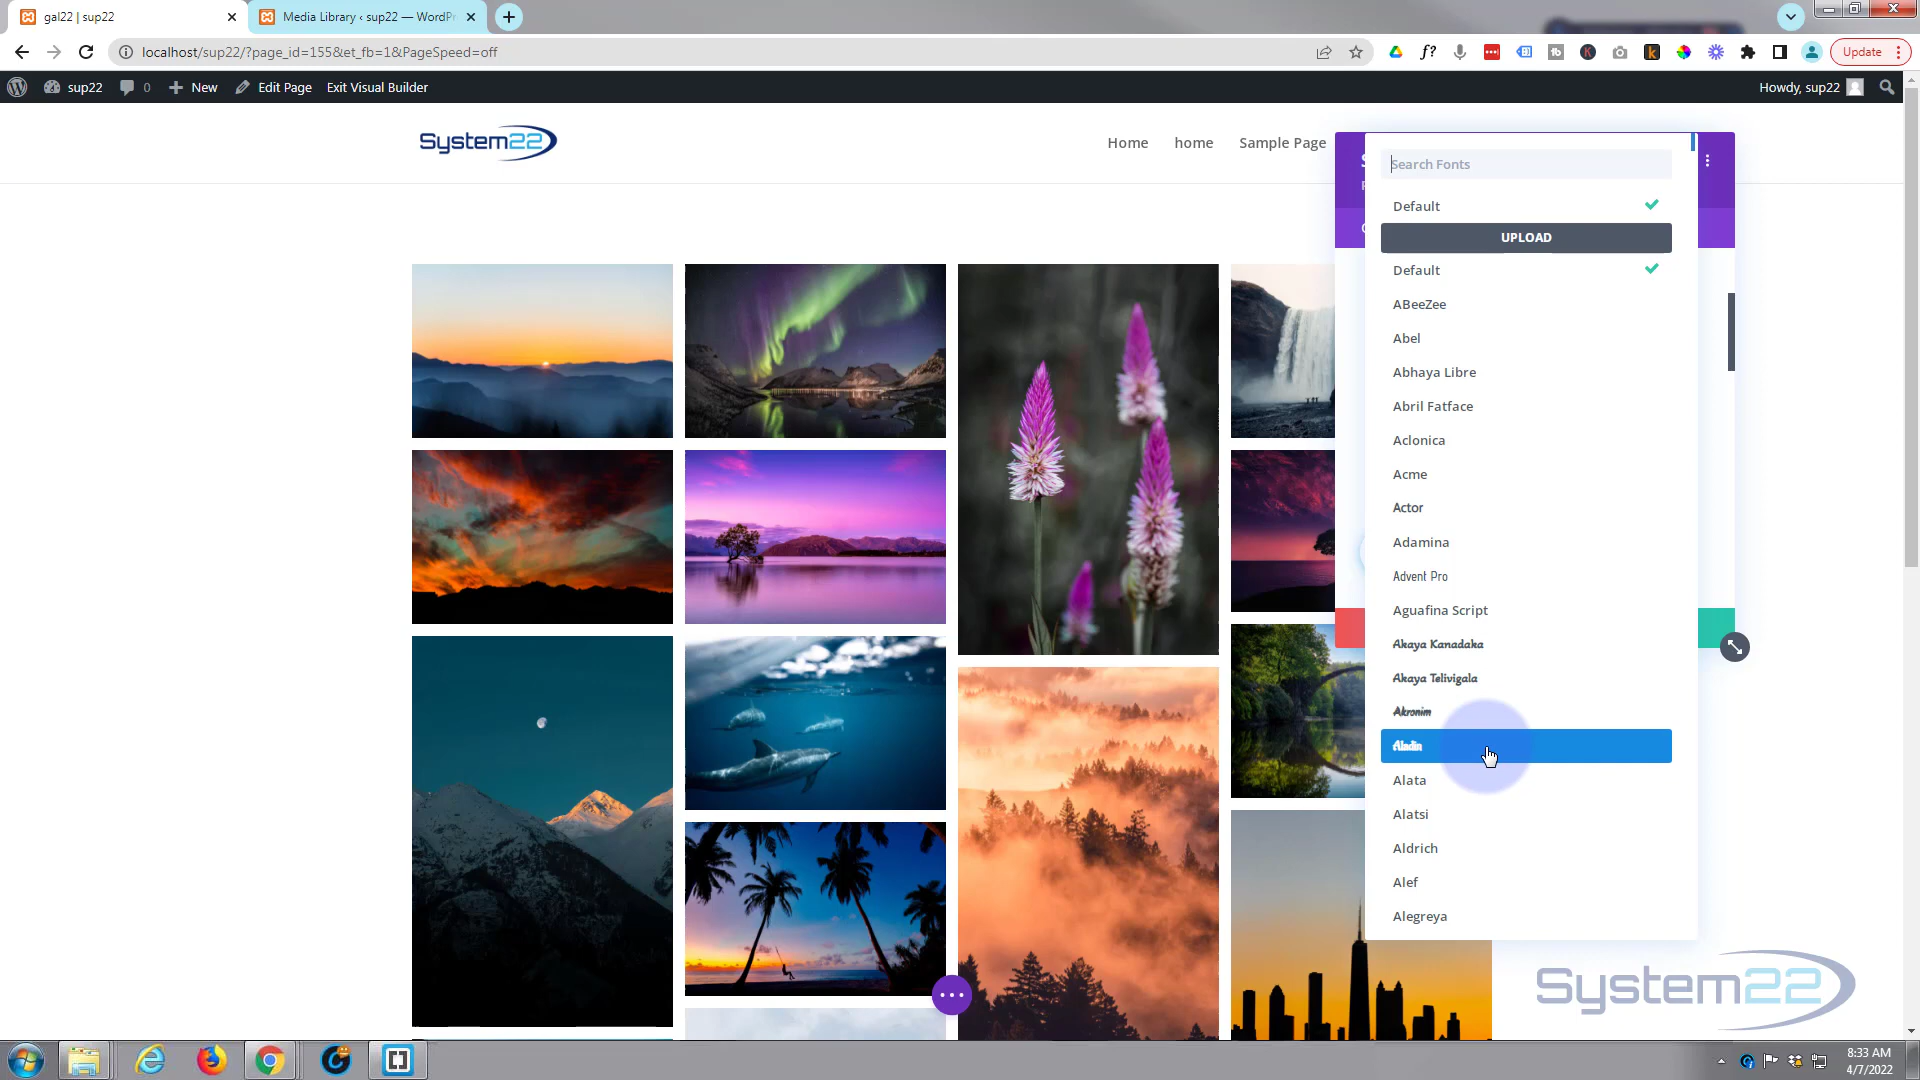 gal22 | sup22
Media Library ‹ sup22 — WordPr
localhost/sup22/?page_id=155&et_fb=1&PageSpeed=off
Update
sup22
0
New
Edit Page
Exit Visual Builder
Howdy, sup22
System22
Home
home
Sample Page
Search Fonts
Default
UPLOAD
Default
ABeeZee
Abel
Abhaya Libre
Abril Fatface
Aclonica
Acme
Actor
Adamina
Advent Pro
Aguafina Script
Akaya Kanadaka
Akaya Telivigala
Akronim
Aladin
Alata
Alatsi
Aldrich
Alef
Alegreya
System22
8:33 AM
4/7/2022